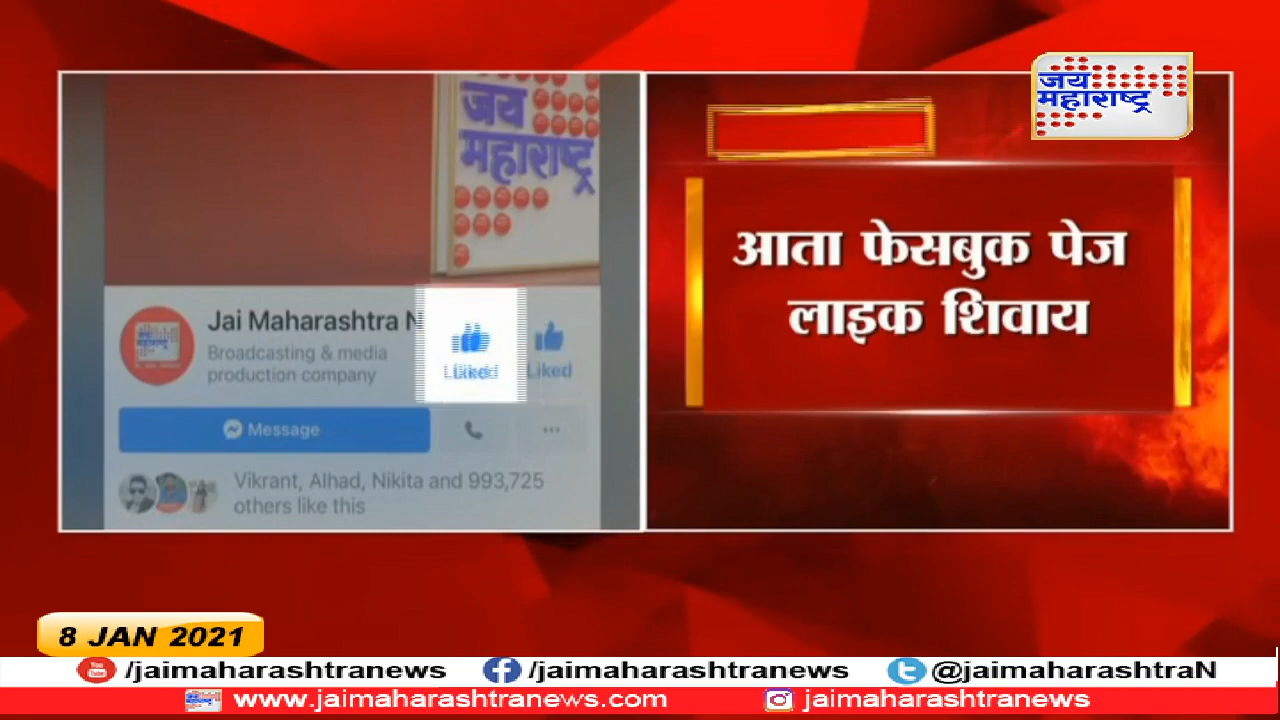 जय
महाराष्ट्र
जय
महाराष्ट्र
आता फेसबुक पेज
लाइक शिवाय
Jai Maharashtra N
Broadcasting & media
production company
Liked
Liked
Message
Vikrant, Alhad, Nikita and 993,725
others like this
8 JAN 2021
/jaimaharashtranews /jaimaharashtranews @jaimaharashtraN
www.jaimaharashtranews.com jaimaharashtranews